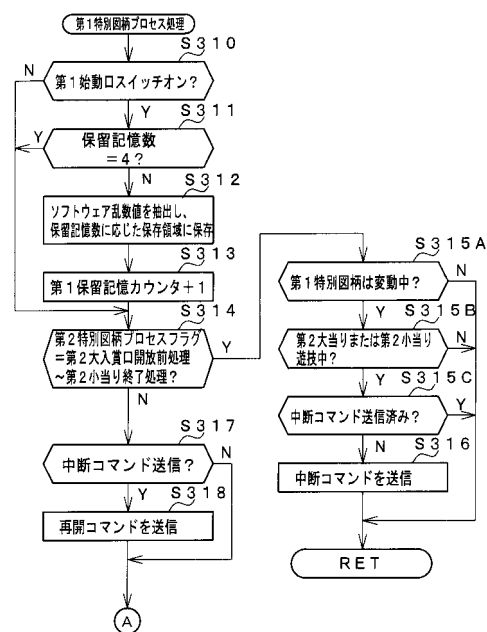 第1特別図柄プロセス処理
S310
第1始動口スイッチオン?
N
Y
S311
保留記憶数
=4?
Y
N
S312
ソフトウェア乱数値を抽出し、
保留記憶数に応じた保存領域に保存
S313
第1保留記憶カウンタ+1
S314
第2特別図柄プロセスフラグ
=第2大入賞口開放前処理
~第2小当り終了処理?
Y
N
S317
中断コマンド送信?
N
Y
S318
再開コマンドを送信
A
S315A
第1特別図柄は変動中?
N
Y
S315B
第2大当りまたは第2小当り
遊技中?
N
Y
S315C
中断コマンド送信済み?
Y
N
S316
中断コマンドを送信
RET